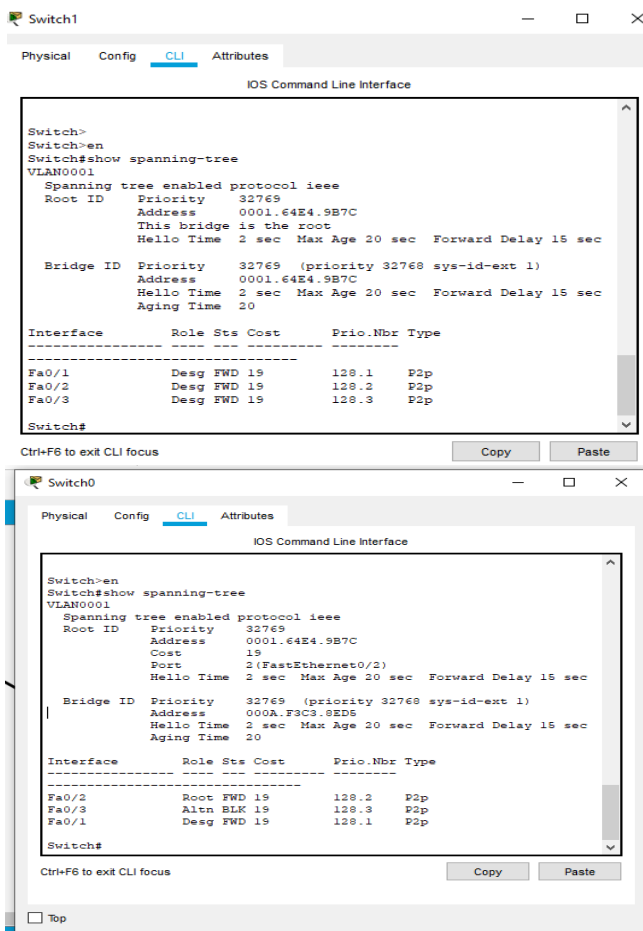 Switch1
Physical Config CLI Attributes
IOS Command Line Interface
Switch>
Switch>en
Switch#show spanning-tree
VLAN0001
  Spanning tree enabled protocol ieee
  Root ID    Priority    32769
             Address     0001.64E4.9B7C
             This bridge is the root
             Hello Time  2 sec  Max Age 20 sec  Forward Delay 15 sec
  Bridge ID  Priority    32769  (priority 32768 sys-id-ext 1)
             Address     0001.64E4.9B7C
             Hello Time  2 sec  Max Age 20 sec  Forward Delay 15 sec
             Aging Time  20
Interface        Role Sts Cost      Prio.Nbr Type
---------------- ---- --- --------- --------
--------------------------------
Fa0/1            Desg FWD 19        128.1    P2p
Fa0/2            Desg FWD 19        128.2    P2p
Fa0/3            Desg FWD 19        128.3    P2p
Switch#
Ctrl+F6 to exit CLI focus Copy Paste
Switch0
Physical Config CLI Attributes
IOS Command Line Interface
Switch>en
Switch#show spanning-tree
VLAN0001
  Spanning tree enabled protocol ieee
  Root ID    Priority    32769
             Address     0001.64E4.9B7C
             Cost        19
             Port        2(FastEthernet0/2)
             Hello Time  2 sec  Max Age 20 sec  Forward Delay 15 sec
  Bridge ID  Priority    32769  (priority 32768 sys-id-ext 1)
             Address     000A.F3C3.8ED5
             Hello Time  2 sec  Max Age 20 sec  Forward Delay 15 sec
             Aging Time  20
Interface        Role Sts Cost      Prio.Nbr Type
---------------- ---- --- --------- --------
--------------------------------
Fa0/2            Root FWD 19        128.2    P2p
Fa0/3            Altn BLK 19        128.3    P2p
Fa0/1            Desg FWD 19        128.1    P2p
Switch#
Ctrl+F6 to exit CLI focus Copy Paste
Top